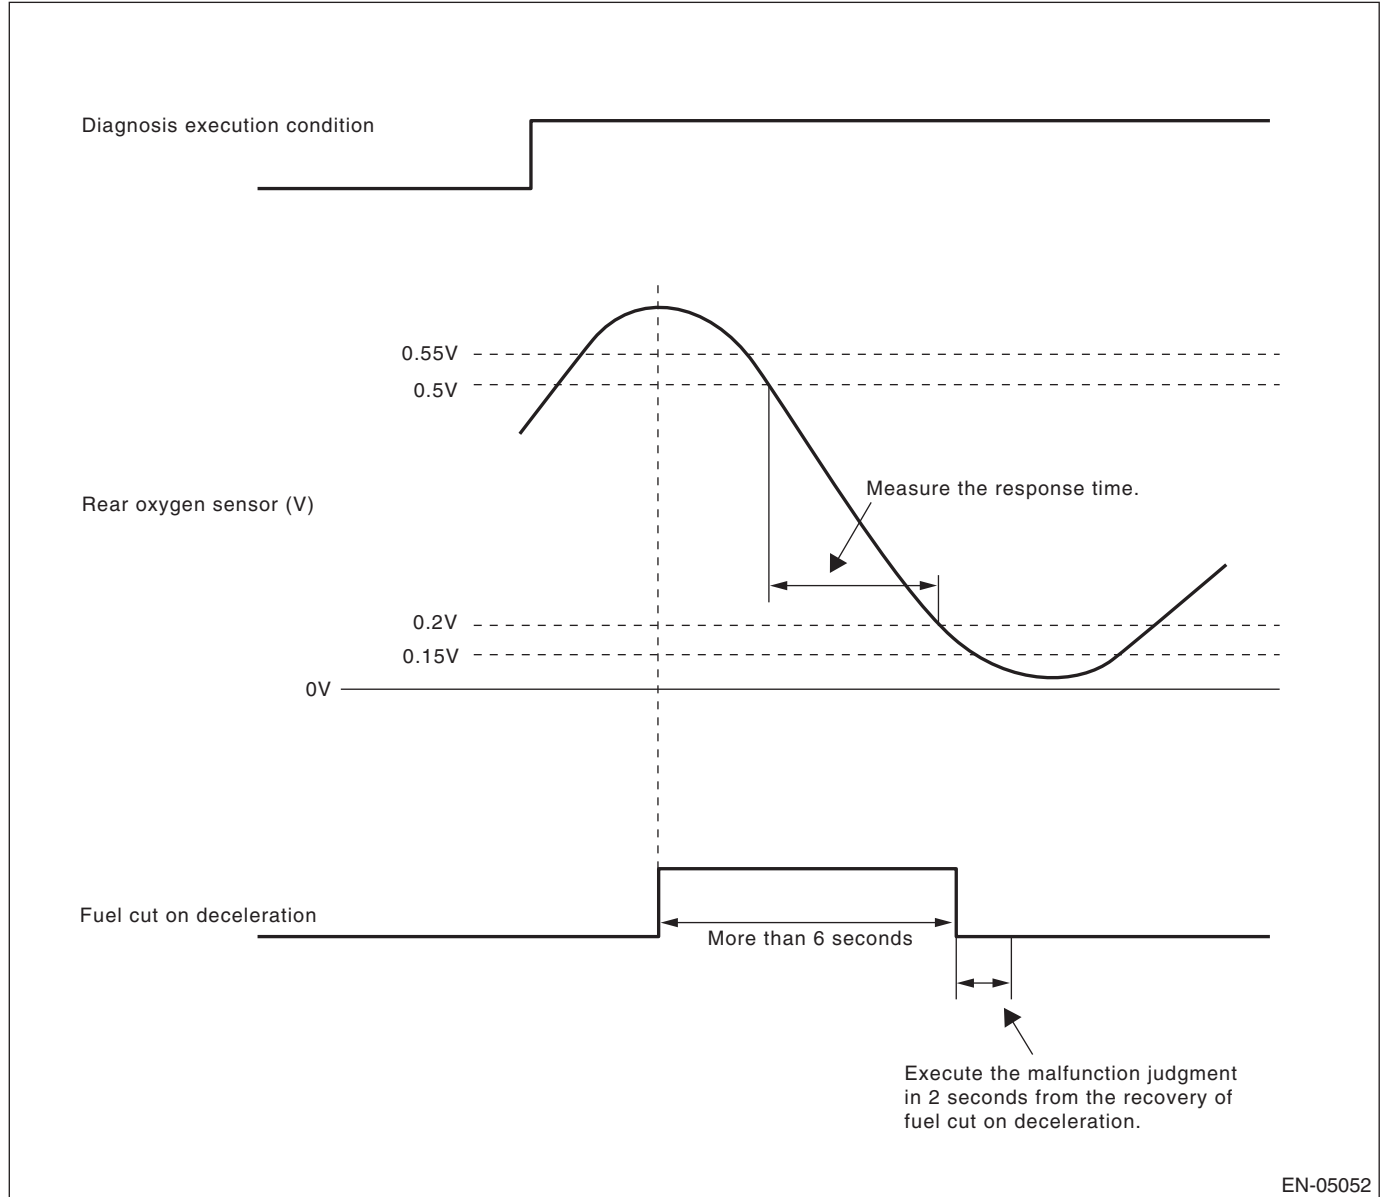 Diagnosis execution condition
0.55V
0.5V
Measure the response time.
Rear oxygen sensor (V)
0.2V
0.15V
0V
Fuel cut on deceleration
More than 6 seconds
Execute the malfunction judgment
in 2 seconds from the recovery of
fuel cut on deceleration.
EN-05052